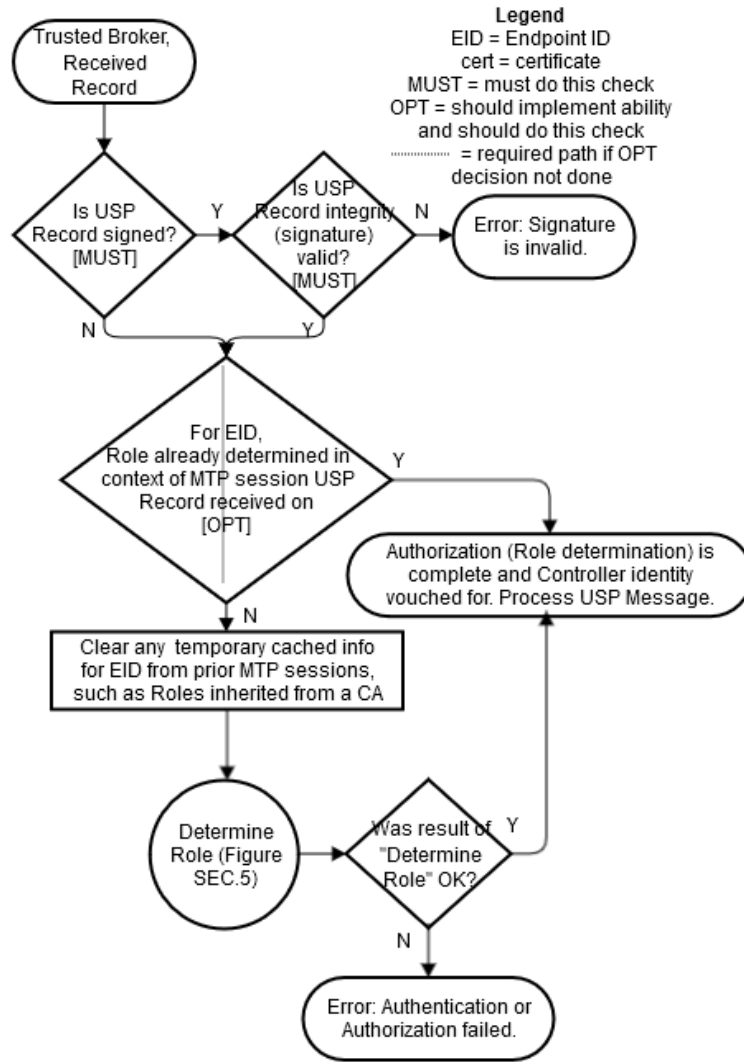 Trusted Broker,
Received
Record
Legend
EID = Endpoint ID
cert = certificate
MUST = must do this check
OPT = should implement ability
and should do this check
= required path if OPT
decision not done
Is USP
Record signed?
[MUST]
Y
Is USP
Record integrity
(signature)
valid?
[MUST]
N
Error: Signature
is invalid.
N
Y
For EID,
Role already determined in
context of MTP session USP
Record received on
[OPT]
Y
Authorization (Role determination) is
complete and Controller identity
vouched for. Process USP Message.
N
Clear any temporary cached info
for EID from prior MTP sessions,
such as Roles inherited from a CA
Determine
Role (Figure
SEC.5)
Was result of
"Determine
Role" OK?
Y
N
Error: Authentication or
Authorization failed.